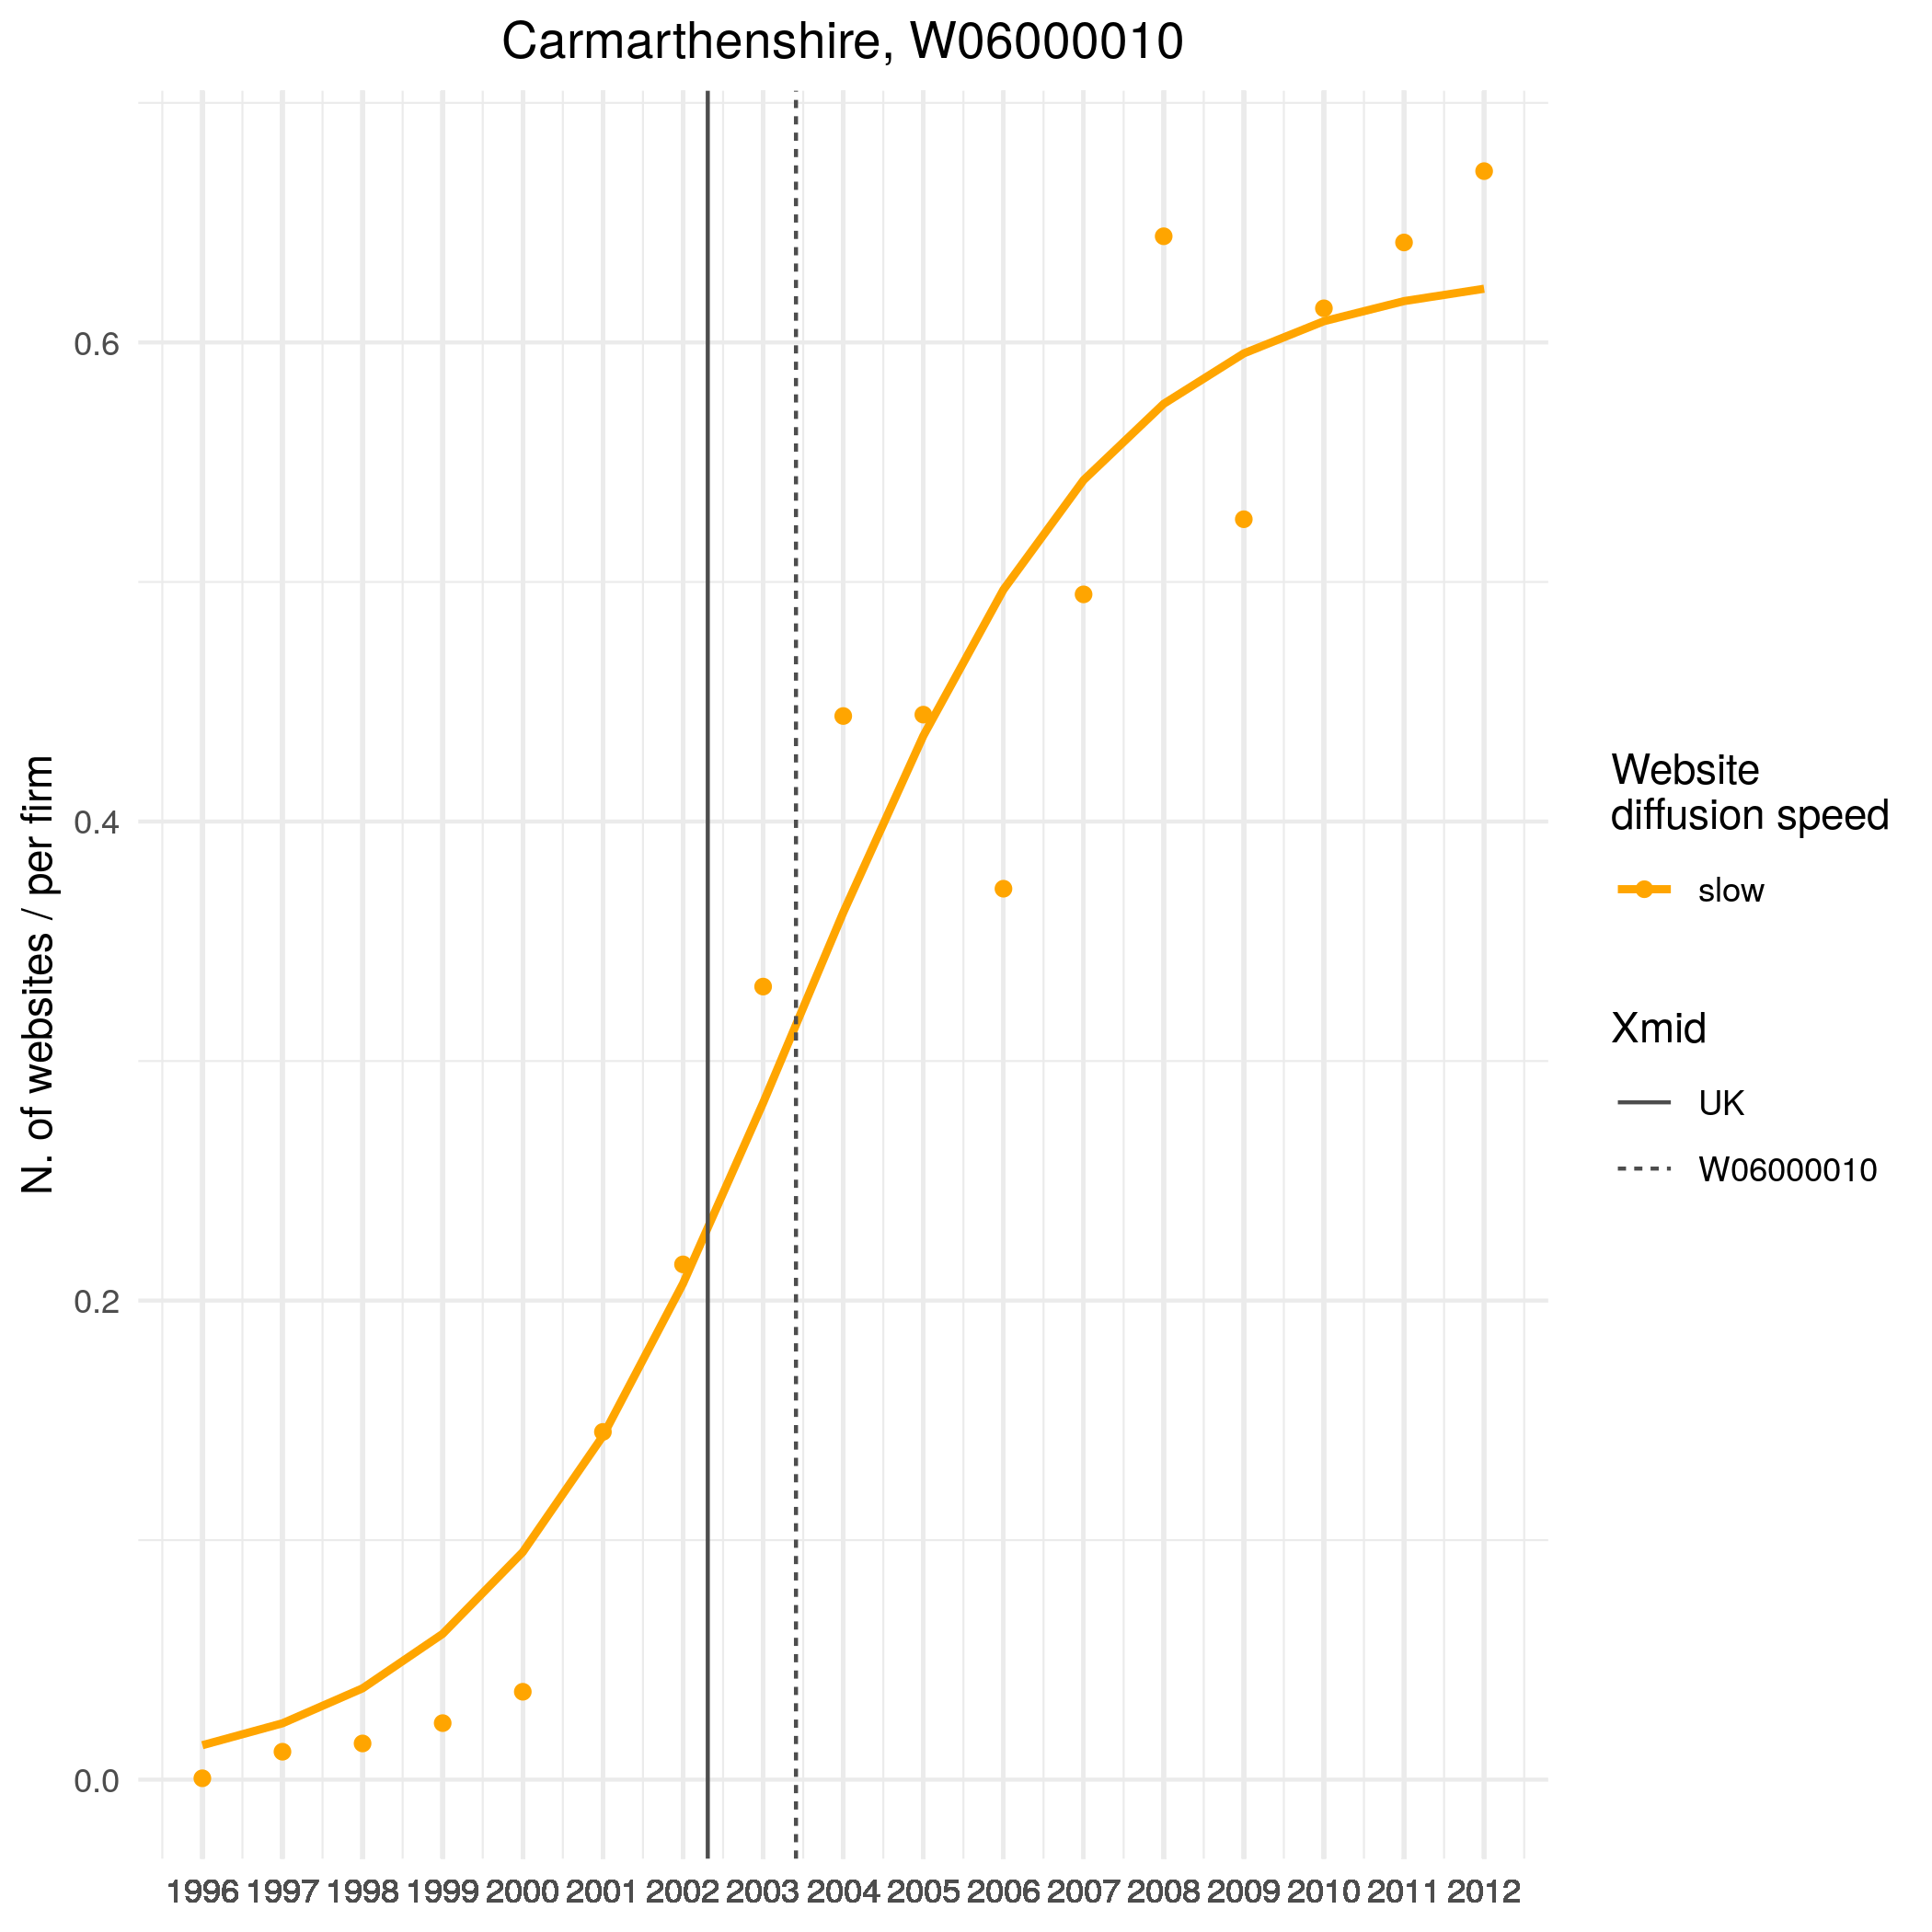 Carmarthenshire, W06000010
N. of websites / per firm
0.6
0.4
0.2
0.0
1996 1997 1998 1999 2000 2001 2002 2003 2004 2005 2006 2007 2008 2009 2010 2011 2012
Website
diffusion speed
slow
Xmid
UK
W06000010